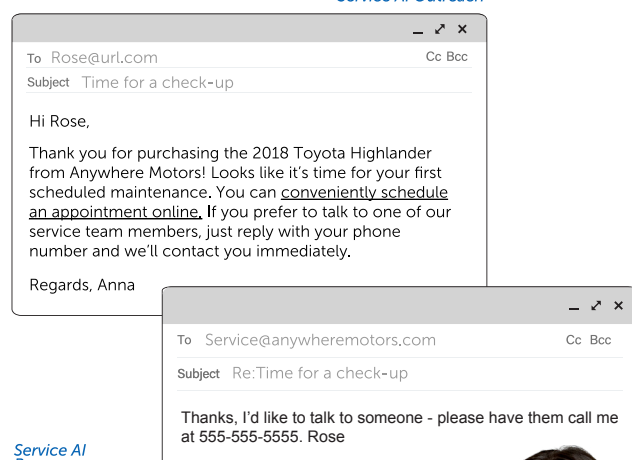 Service AI Outreach
To Rose@url.com Cc Bcc
Subject Time for a check-up
Hi Rose,
Thank you for purchasing the 2018 Toyota Highlander
from Anywhere Motors! Looks like it's time for your first
scheduled maintenance. You can conveniently schedule
an appointment online. If you prefer to talk to one of our
service team members, just reply with your phone
number and we'll contact you immediately.
Regards, Anna
To Service@anywheremotors.com Cc Bcc
Subject Re:Time for a check-up
Thanks, I'd like to talk to someone - please have them call me
at 555-555-5555. Rose
Service AI